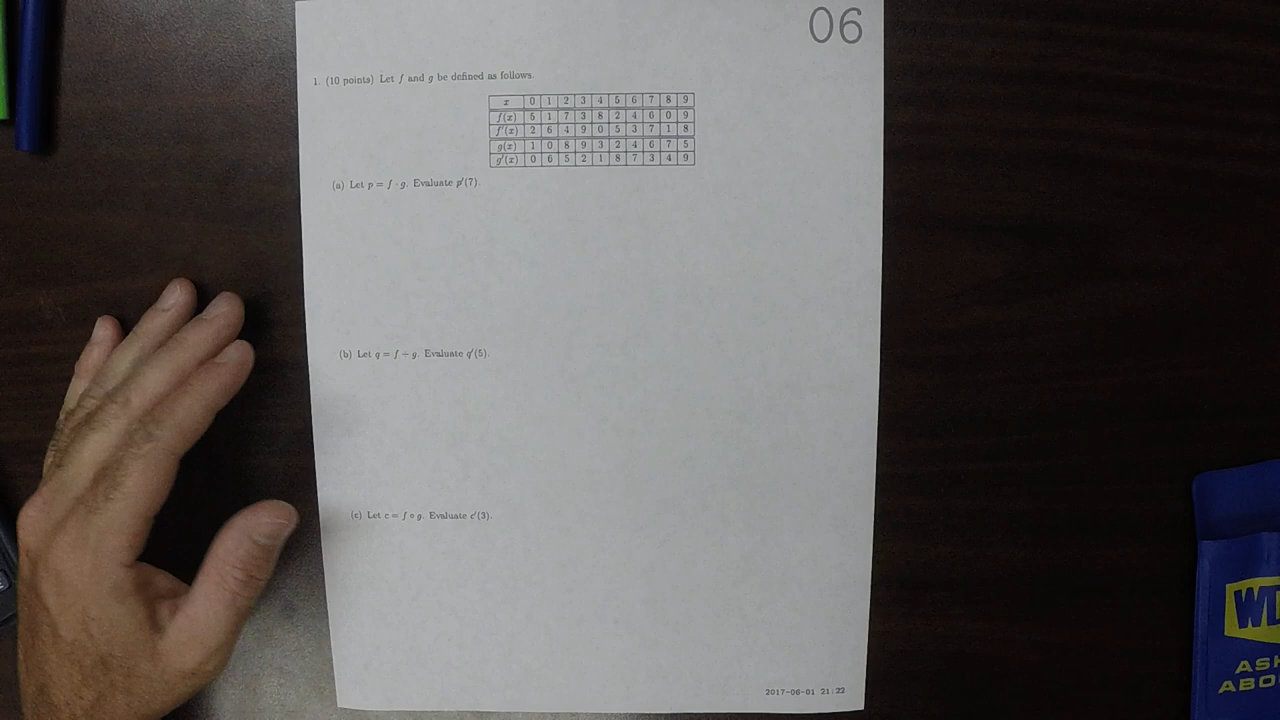 06
1. (10 points) Let f and g be defined as follows.
x 0 1 2 3 4 5 6 7 8 9
f(x) 5 1 7 3 8 2 4 6 0 9
f′(x) 2 6 4 9 0 5 3 7 1 8
g(x) 1 0 8 9 3 2 4 6 7 5
g′(x) 0 6 5 2 1 8 7 3 4 9
(a) Let p = f · g. Evaluate p′(7).
(b) Let q = f ÷ g. Evaluate q′(5).
(c) Let c = f ∘ g. Evaluate c′(3).
2017-06-01 21:22
WD
ASK
ABO